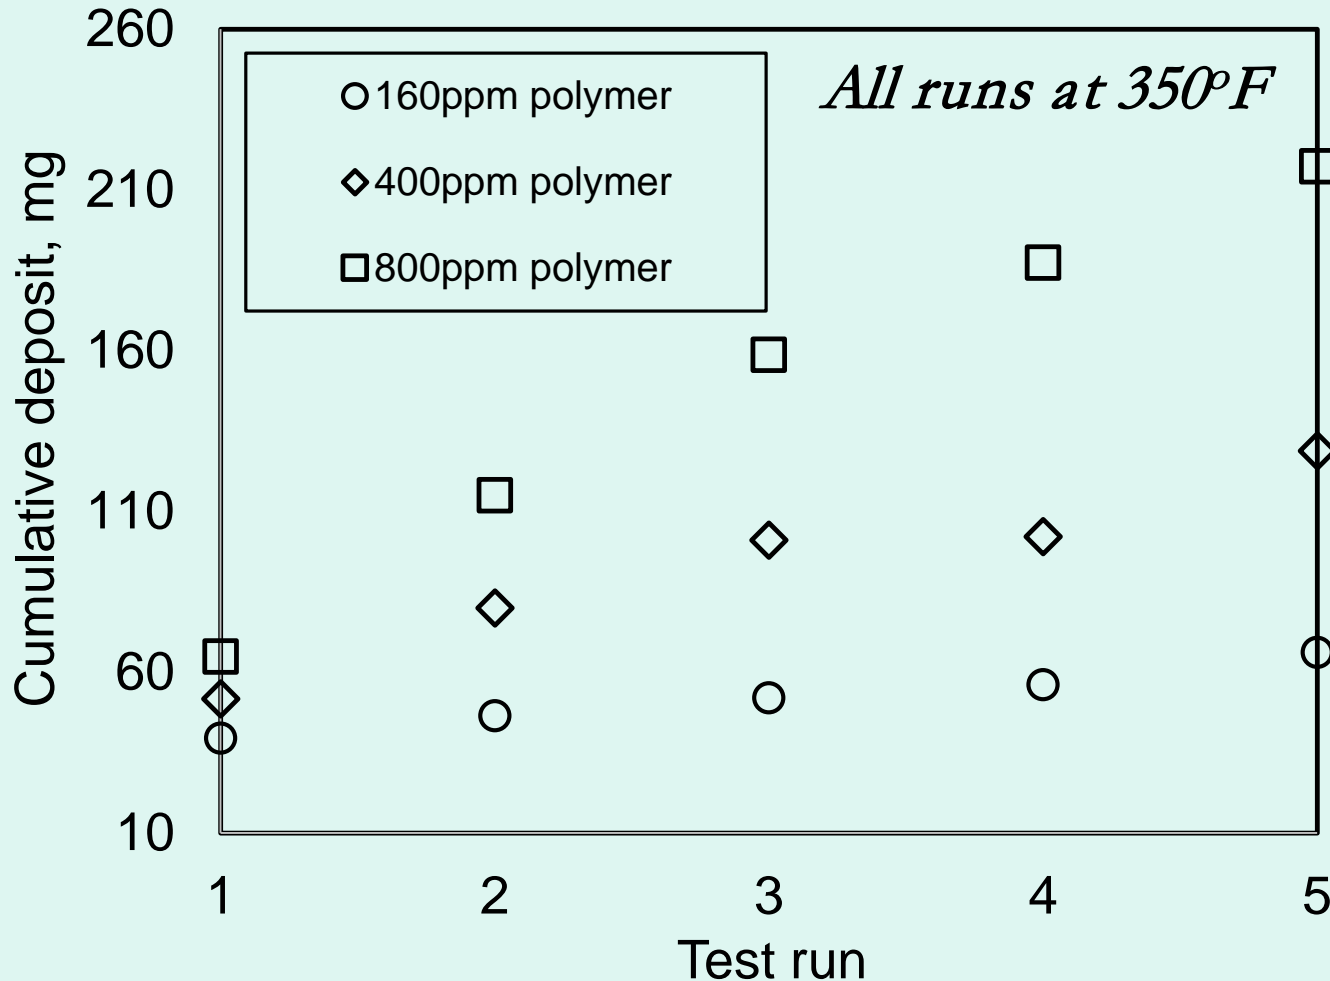 260
210
160
110
60
10
Cumulative deposit, mg
160ppm polymer
400ppm polymer
800ppm polymer
All runs at 350ºF
1 2 3 4 5
Test run